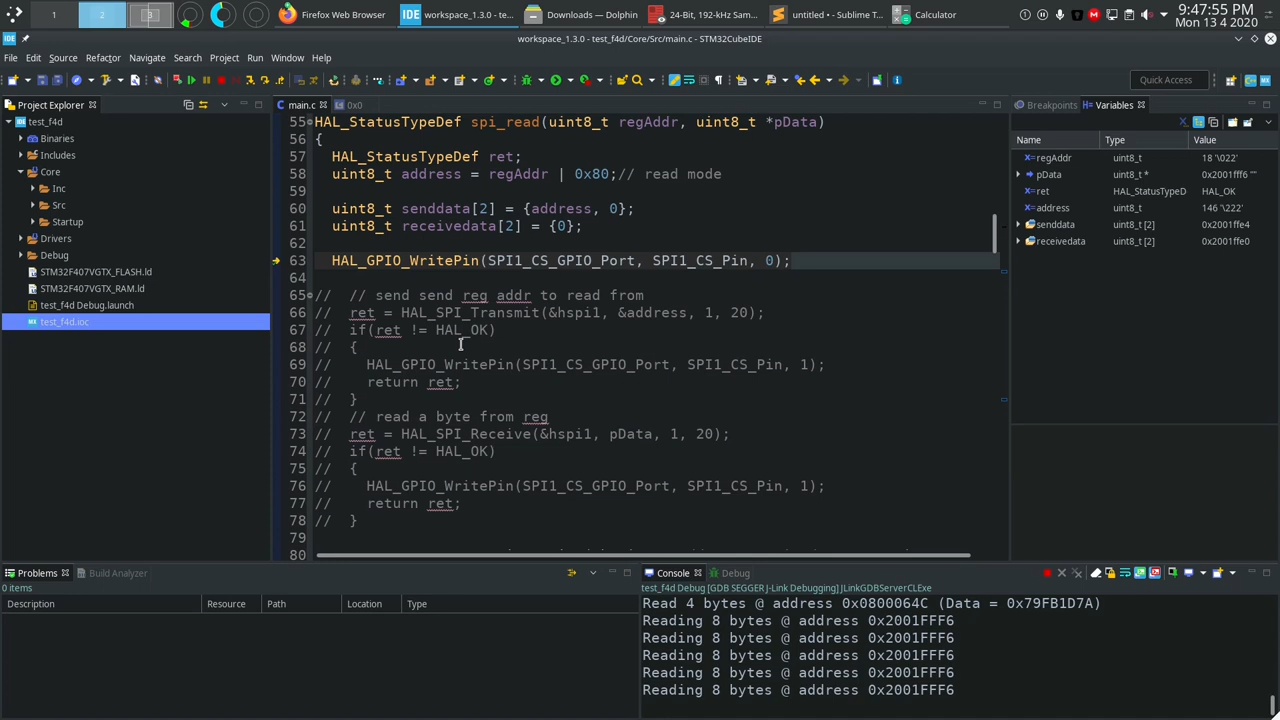 1 2 3 Firefox Web Browser IDE workspace_1.3.0 - te... Downloads — Dolphin 24-Bit, 192-kHz Sam... untitled • - Sublime T... Calculator 9:47:55 PM
Mon 13 4 2020
IDE workspace_1.3.0 - test_f4d/Core/Src/main.c - STM32CubeIDE
File Edit Source Refactor Navigate Search Project Run Window Help
Quick Access
Project Explorer
test_f4d
Binaries
Includes
Core
Inc
Src
Startup
Drivers
Debug
STM32F407VGTX_FLASH.ld
STM32F407VGTX_RAM.ld
test_f4d Debug.launch
MX test_f4d.ioc
main.c 0x0
55 HAL_StatusTypeDef spi_read(uint8_t regAddr, uint8_t *pData)
56 {
57 HAL_StatusTypeDef ret;
58 uint8_t address = regAddr | 0x80;// read mode
59
60 uint8_t senddata[2] = {address, 0};
61 uint8_t receivedata[2] = {0};
62
63 HAL_GPIO_WritePin(SPI1_CS_GPIO_Port, SPI1_CS_Pin, 0);
64
65 // // send send reg addr to read from
66 // ret = HAL_SPI_Transmit(&hspi1, &address, 1, 20);
67 // if(ret != HAL_OK)
68 // {
69 // HAL_GPIO_WritePin(SPI1_CS_GPIO_Port, SPI1_CS_Pin, 1);
70 // return ret;
71 // }
72 // // read a byte from reg
73 // ret = HAL_SPI_Receive(&hspi1, pData, 1, 20);
74 // if(ret != HAL_OK)
75 // {
76 // HAL_GPIO_WritePin(SPI1_CS_GPIO_Port, SPI1_CS_Pin, 1);
77 // return ret;
78 // }
79
80
Breakpoints Variables
Name Type Value
regAddr uint8_t 18 '\022'
pData uint8_t * 0x2001fff6 ""
ret HAL_StatusTypeD HAL_OK
address uint8_t 146 '\222'
senddata uint8_t [2] 0x2001ffe4
receivedata uint8_t [2] 0x2001ffe0
Problems Build Analyzer
0 items
Description Resource Path Location Type
Console Debug
test_f4d Debug [GDB SEGGER J-Link Debugging] JLinkGDBServerCLExe
Read 4 bytes @ address 0x0800064C (Data = 0x79FB1D7A)
Reading 8 bytes @ address 0x2001FFF6
Reading 8 bytes @ address 0x2001FFF6
Reading 8 bytes @ address 0x2001FFF6
Reading 8 bytes @ address 0x2001FFF6
Reading 8 bytes @ address 0x2001FFF6